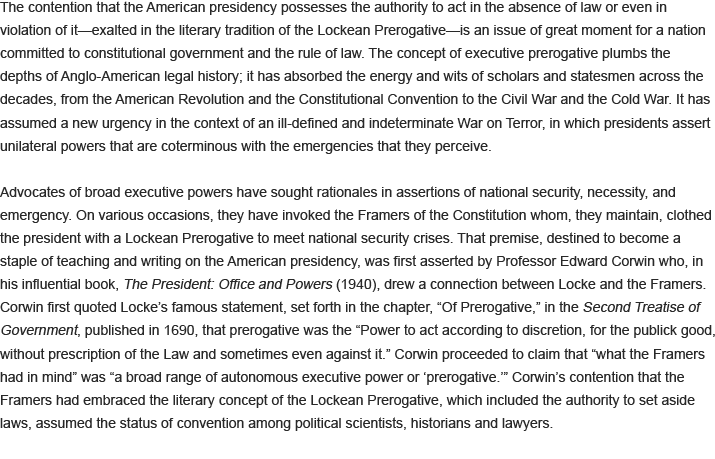 The contention that the American presidency possesses the authority to act in the absence of law or even in
violation of it—exalted in the literary tradition of the Lockean Prerogative—is an issue of great moment for a nation
committed to constitutional government and the rule of law. The concept of executive prerogative plumbs the
depths of Anglo-American legal history; it has absorbed the energy and wits of scholars and statesmen across the
decades, from the American Revolution and the Constitutional Convention to the Civil War and the Cold War. It has
assumed a new urgency in the context of an ill-defined and indeterminate War on Terror, in which presidents assert
unilateral powers that are coterminous with the emergencies that they perceive.

Advocates of broad executive powers have sought rationales in assertions of national security, necessity, and
emergency. On various occasions, they have invoked the Framers of the Constitution whom, they maintain, clothed
the president with a Lockean Prerogative to meet national security crises. That premise, destined to become a
staple of teaching and writing on the American presidency, was first asserted by Professor Edward Corwin who, in
his influential book, The President: Office and Powers (1940), drew a connection between Locke and the Framers.
Corwin first quoted Locke’s famous statement, set forth in the chapter, “Of Prerogative,” in the Second Treatise of
Government, published in 1690, that prerogative was the “Power to act according to discretion, for the publick good,
without prescription of the Law and sometimes even against it.” Corwin proceeded to claim that “what the Framers
had in mind” was “a broad range of autonomous executive power or ‘prerogative.’” Corwin’s contention that the
Framers had embraced the literary concept of the Lockean Prerogative, which included the authority to set aside
laws, assumed the status of convention among political scientists, historians and lawyers.